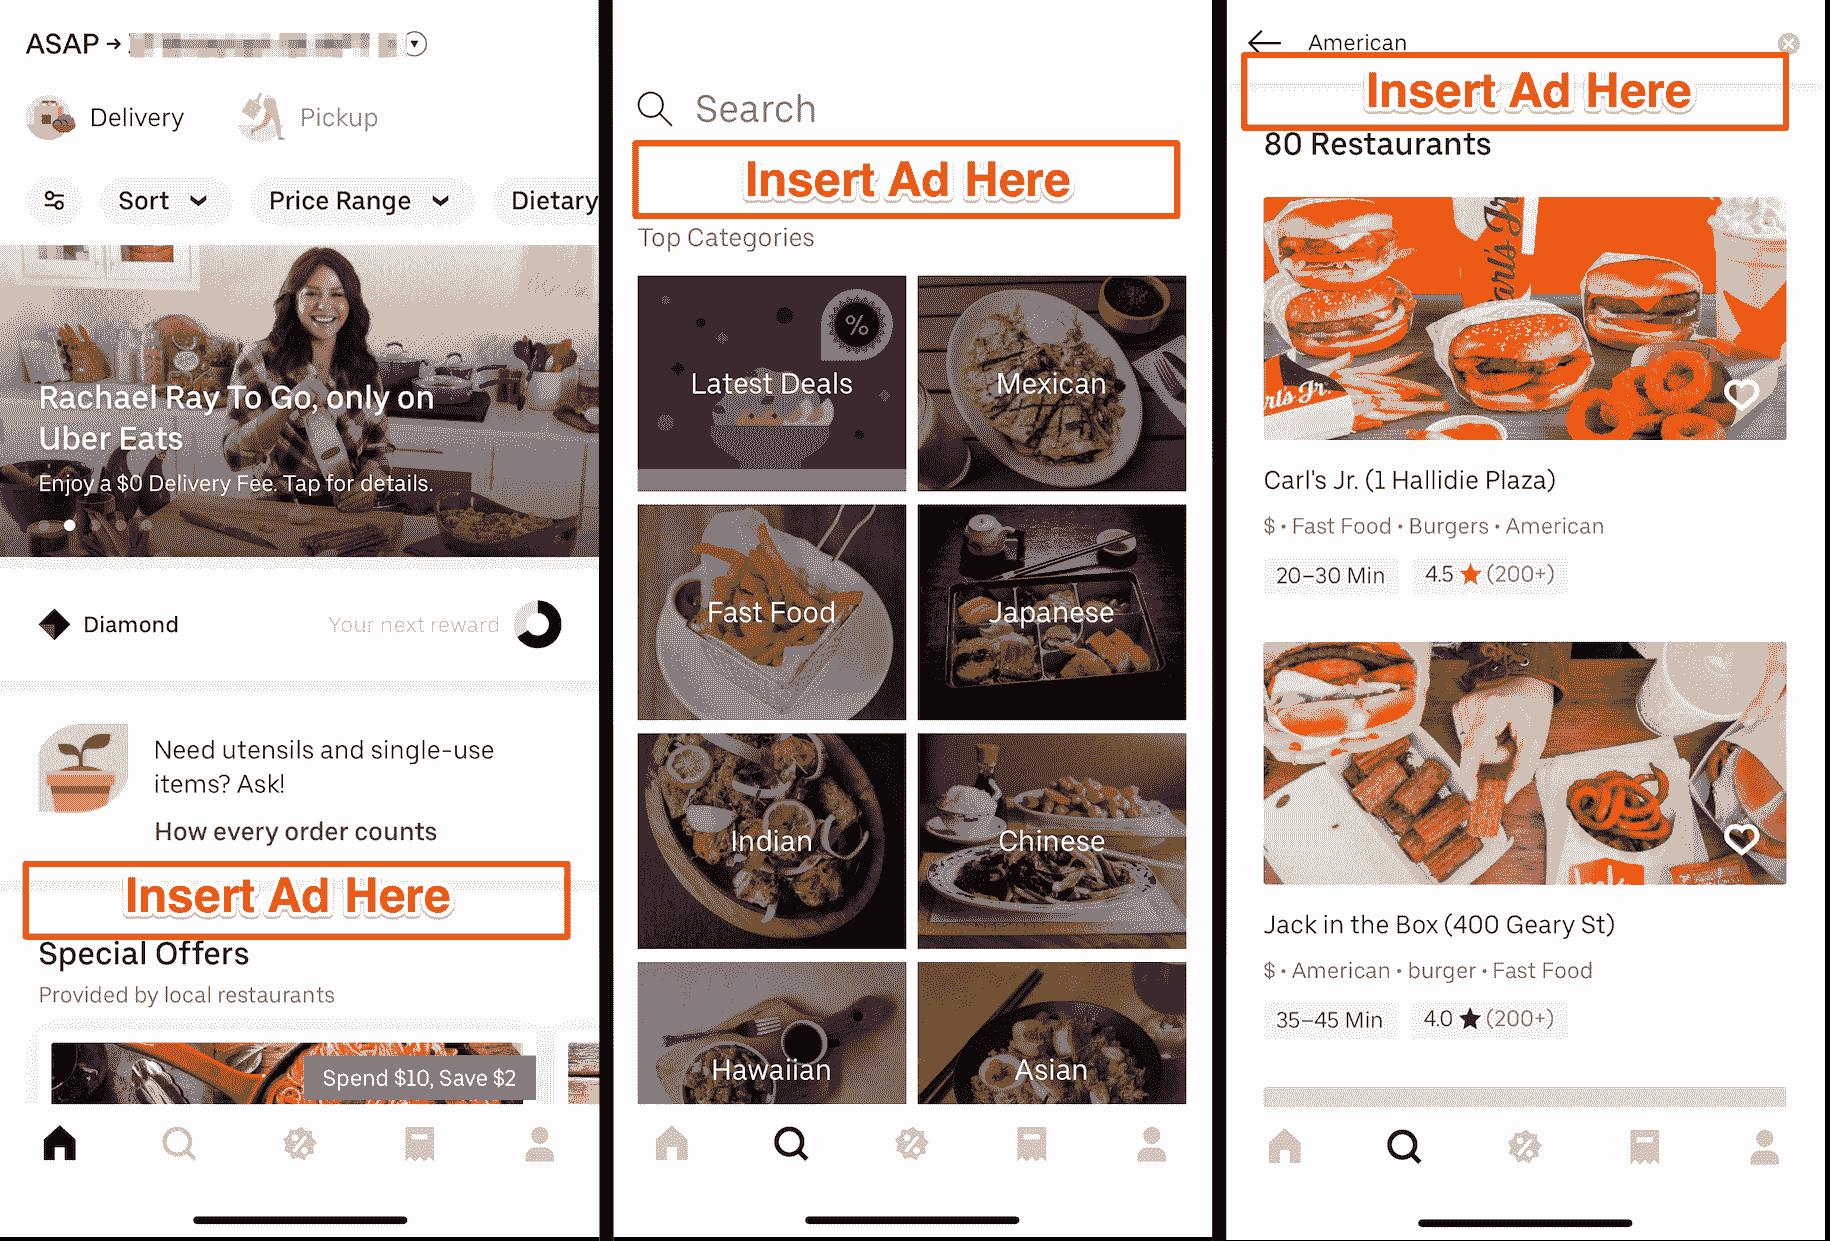 ASAP →
Delivery
Pickup
Sort
Price Range
Dietary
Rachael Ray To Go, only on
Uber Eats
Enjoy a $0 Delivery Fee. Tap for details.
Diamond
Your next reward
Need utensils and single-use
items? Ask!
How every order counts
Insert Ad Here
Special Offers
Provided by local restaurants
Spend $10, Save $2
Search
Insert Ad Here
Top Categories
%
Latest Deals
Mexican
Fast Food
Japanese
Indian
Chinese
Hawaiian
Asian
American
Insert Ad Here
80 Restaurants
Carl's Jr. (1 Hallidie Plaza)
$ • Fast Food • Burgers • American
20–30 Min
4.5 ★ (200+)
Jack in the Box (400 Geary St)
$ • American • burger • Fast Food
35–45 Min
4.0 ★ (200+)